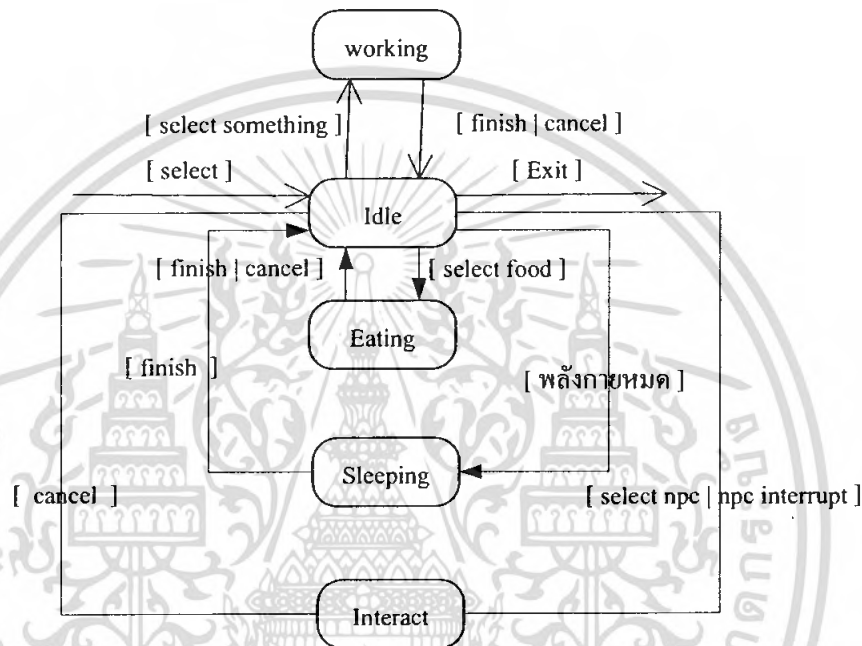 working
[ select something ]
[ finish | cancel ]
[ select ]
[ Exit ]
Idle
[ finish | cancel ]
[ select food ]
Eating
[ finish ]
[ พลังกายหมด ]
Sleeping
[ cancel ]
[ select npc | npc interrupt ]
Interact